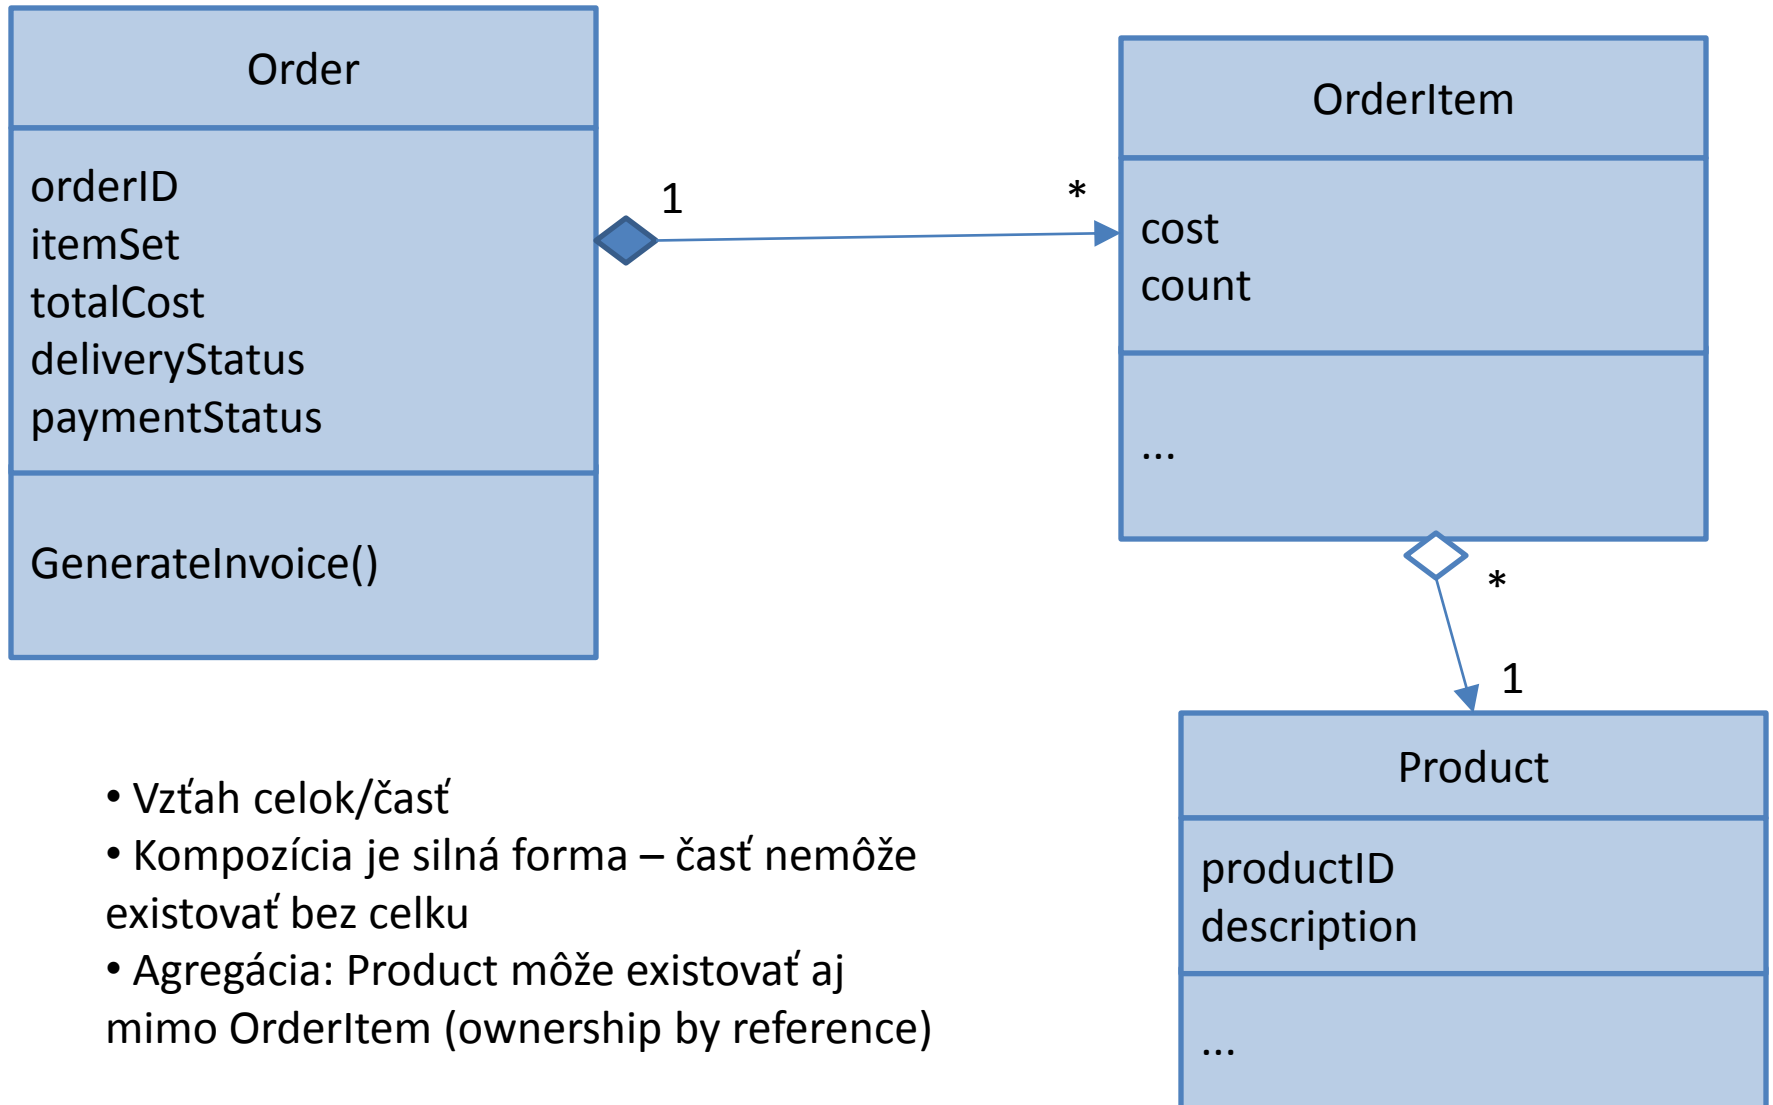 Order
orderID
itemSet
totalCost
deliveryStatus
paymentStatus
GenerateInvoice()
1
*
OrderItem
cost
count
...
*
1
Product
productID
description
...
• Vzťah celok/časť
• Kompozícia je silná forma – časť nemôže
existovať bez celku
• Agregácia: Product môže existovať aj
mimo OrderItem (ownership by reference)